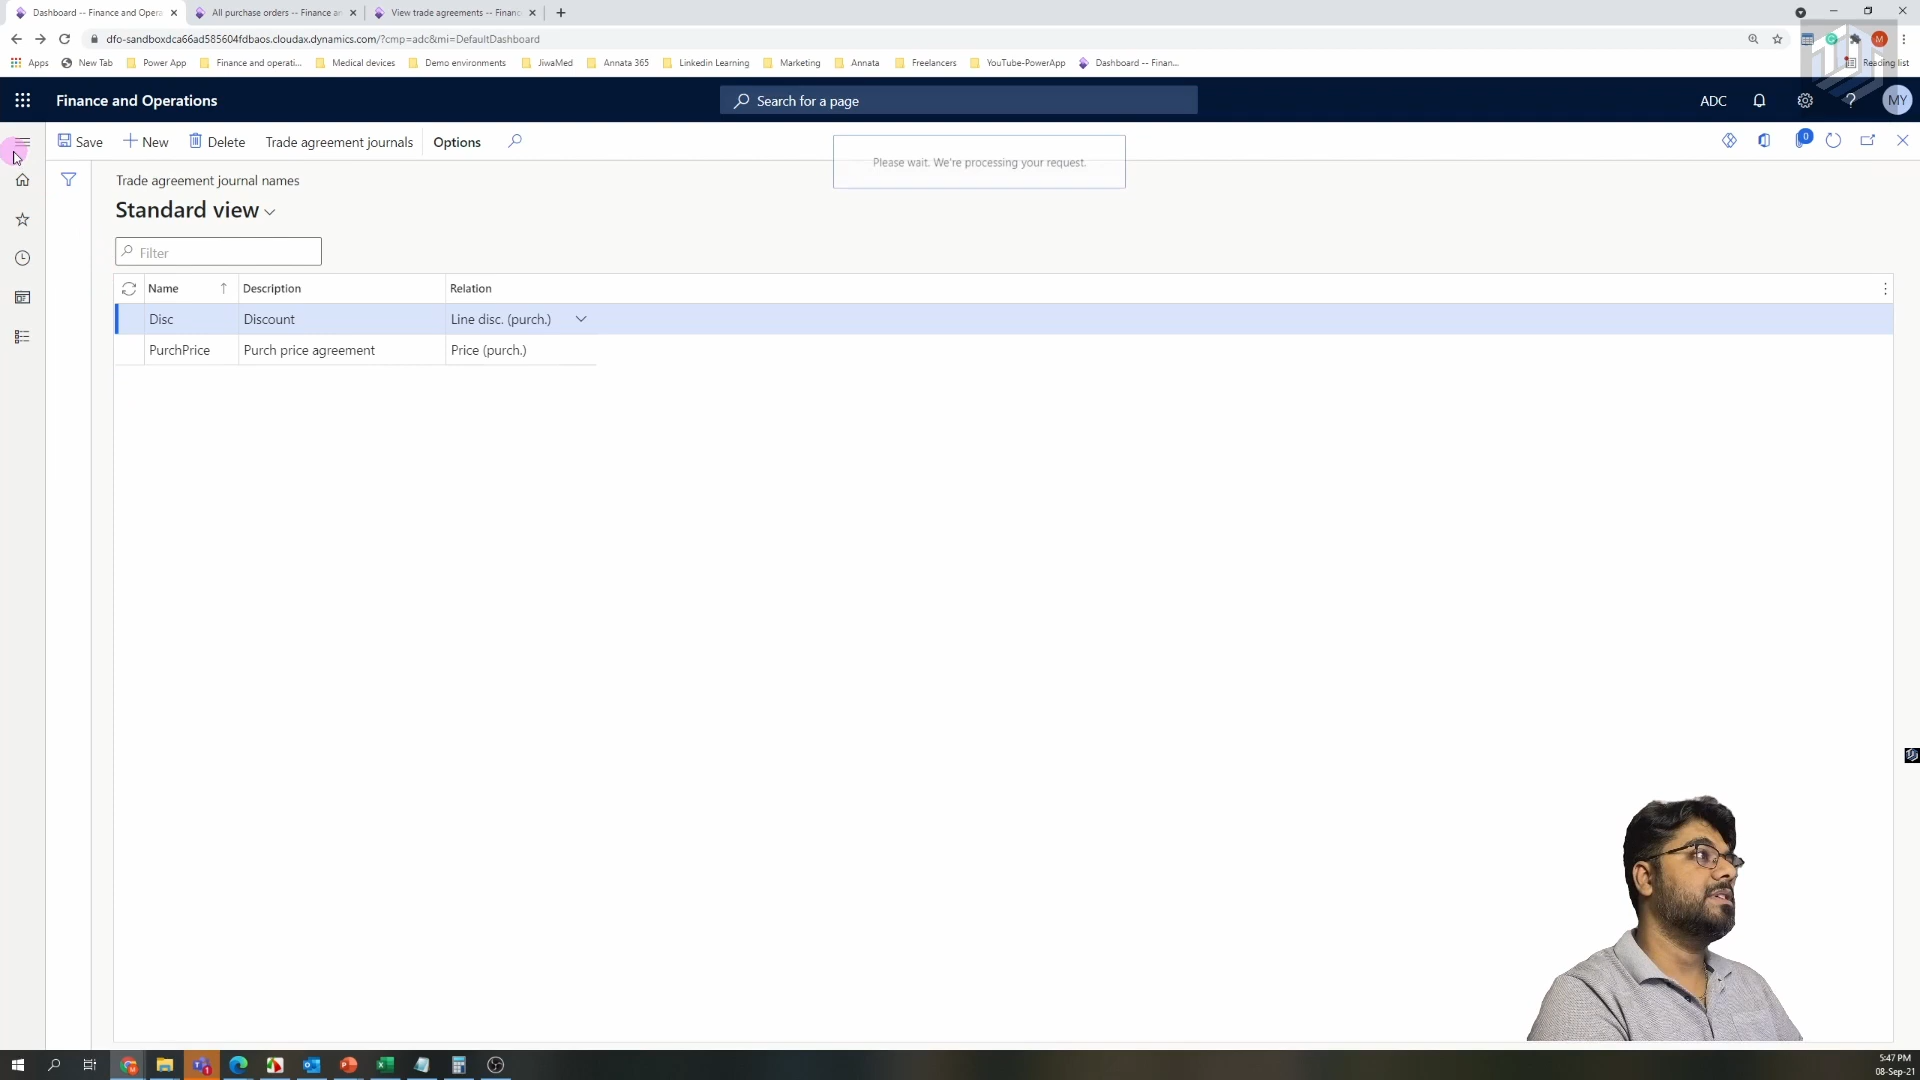 Dashboard -- Finance and Opera
All purchase orders -- Finance an
View trade agreements -- Financ
dfo-sandboxdca66ad585604fdbaos.cloudax.dynamics.com/?cmp=adc&mi=DefaultDashboard
Apps
New Tab
Power App
Finance and operati...
Medical devices
Demo environments
JiwaMed
Annata 365
Linkedin Learning
Marketing
Annata
Freelancers
YouTube-PowerApp
Dashboard -- Finan...
Reading list
Finance and Operations
Search for a page
ADC
?
MY
Save
New
Delete
Trade agreement journals
Options
0
Please wait. We're processing your request.
Trade agreement journal names
Standard view
Filter
Name
Description
Relation
Disc
Discount
Line disc. (purch.)
PurchPrice
Purch price agreement
Price (purch.)
5:47 PM
08-Sep-21